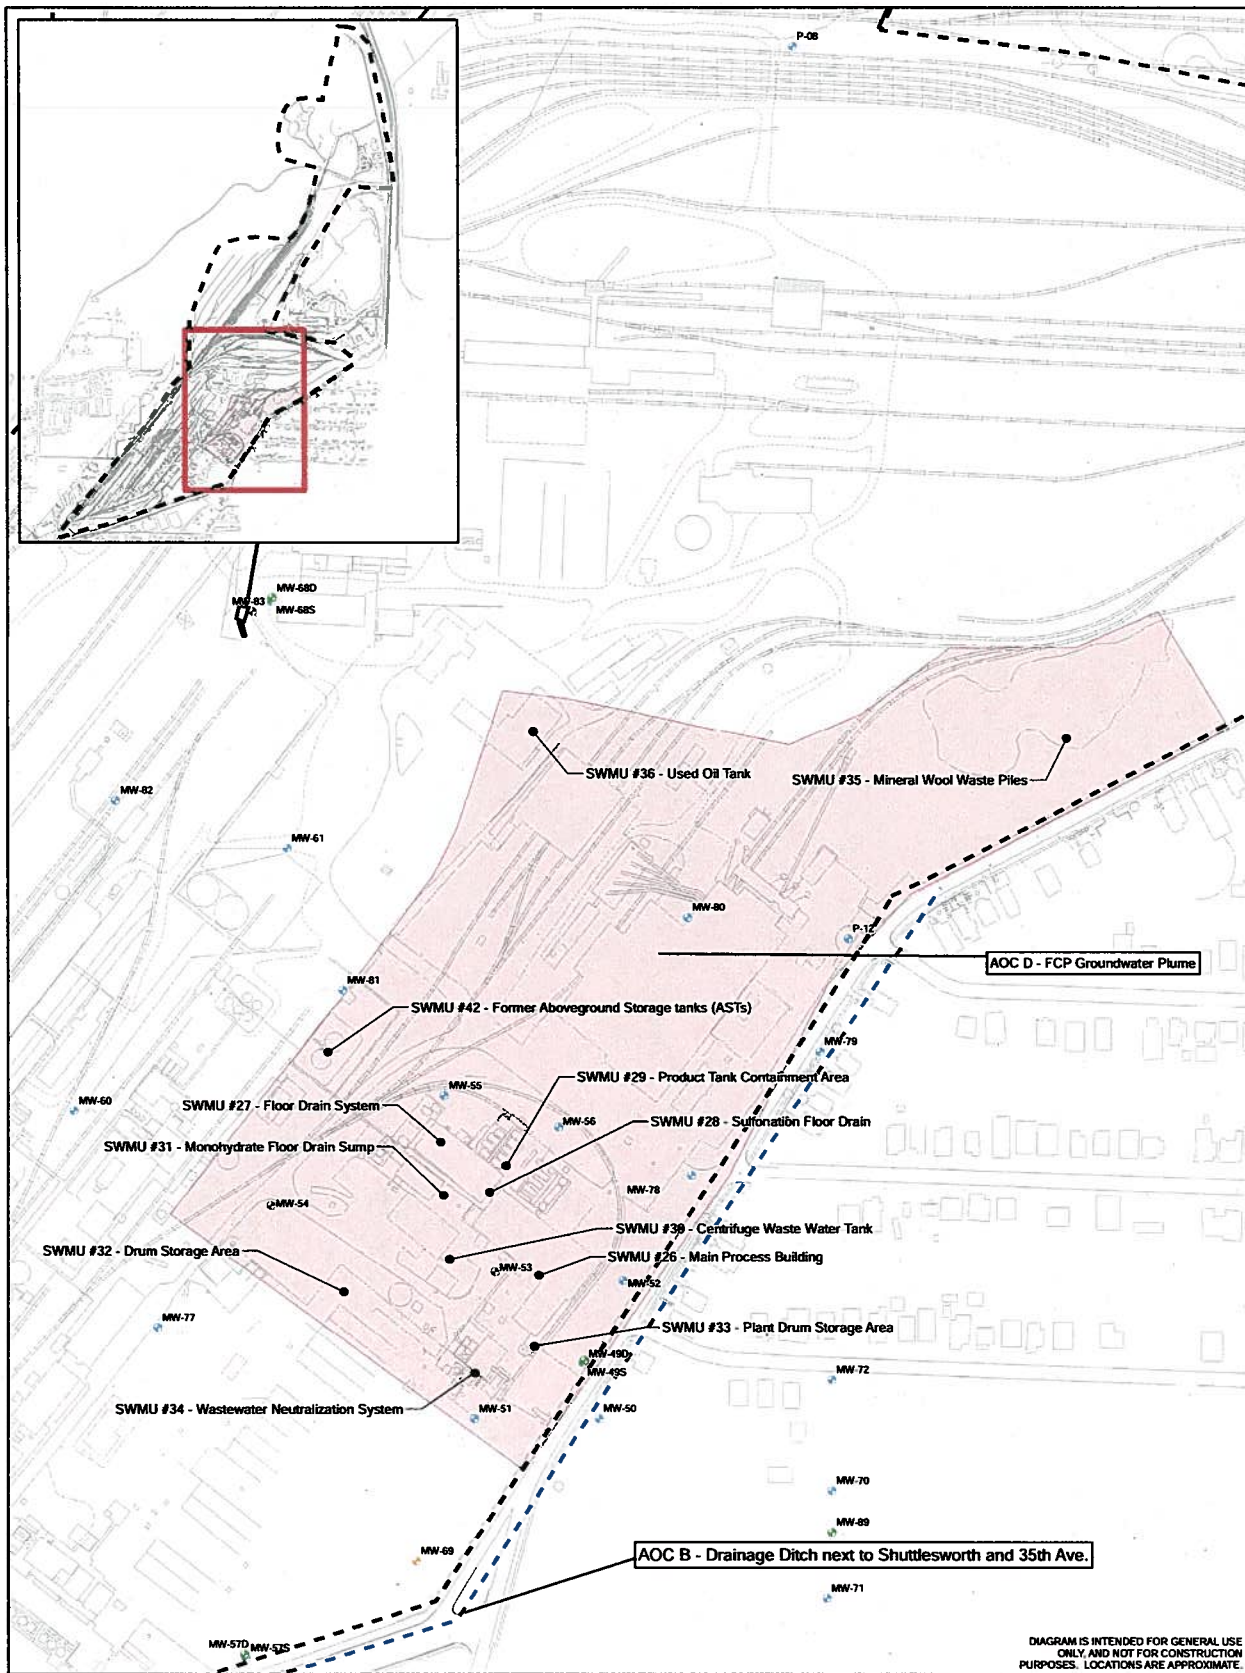 P-08
MW-68D
MW-83
MW-68S
SWMU #36 - Used Oil Tank
SWMU #35 - Mineral Wool Waste Piles
MW-82
MW-61
MW-80
P-12
AOC D - FCP Groundwater Plume
MW-81
SWMU #42 - Former Aboveground Storage tanks (ASTs)
MW-79
SWMU #29 - Product Tank Containment Area
MW-55
MW-60
SWMU #27 - Floor Drain System
MW-56
SWMU #28 - Sulfonation Floor Drain
SWMU #31 - Monohydrate Floor Drain Sump
MW-78
MW-54
SWMU #30 - Centrifuge Waste Water Tank
SWMU #32 - Drum Storage Area
SWMU #26 - Main Process Building
MW-53
MW-52
MW-77
SWMU #33 - Plant Drum Storage Area
MW-49D
MW-49S
MW-72
SWMU #34 - Wastewater Neutralization System
MW-51
MW-50
MW-70
MW-89
MW-69
AOC B - Drainage Ditch next to Shuttlesworth and 35th Ave.
MW-71
MW-57D
MW-57S
DIAGRAM IS INTENDED FOR GENERAL USE
ONLY, AND NOT FOR CONSTRUCTION
PURPOSES. LOCATIONS ARE APPROXIMATE.